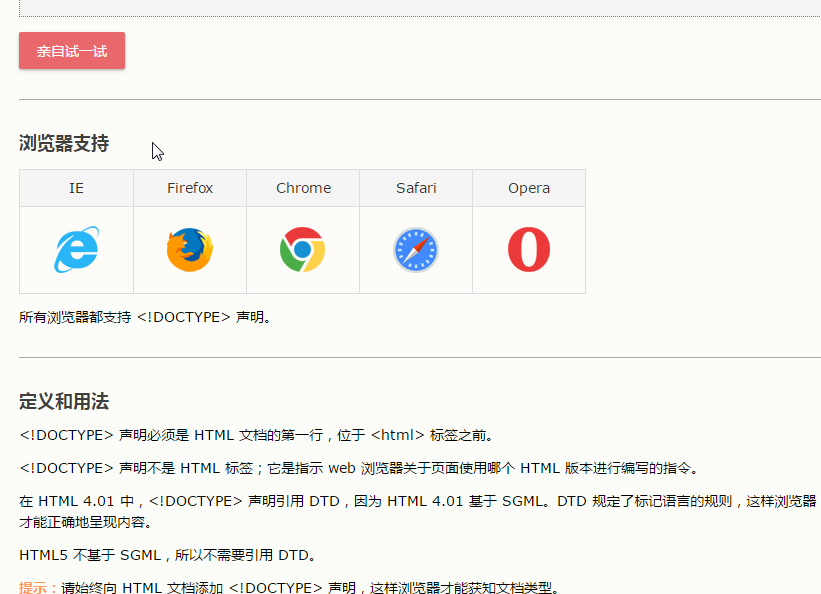 亲自试一试
浏览器支持
IE Firefox Chrome Safari Opera
所有浏览器都支持 <!DOCTYPE> 声明。
定义和用法
<!DOCTYPE> 声明必须是 HTML 文档的第一行，位于 <html> 标签之前。
<!DOCTYPE> 声明不是 HTML 标签；它是指示 web 浏览器关于页面使用哪个 HTML 版本进行编写的指令。
在 HTML 4.01 中，<!DOCTYPE> 声明引用 DTD，因为 HTML 4.01 基于 SGML。DTD 规定了标记语言的规则，这样浏览器
才能正确地呈现内容。
HTML5 不基于 SGML，所以不需要引用 DTD。
提示：请始终向 HTML 文档添加 <!DOCTYPE> 声明，这样浏览器才能获知文档类型。